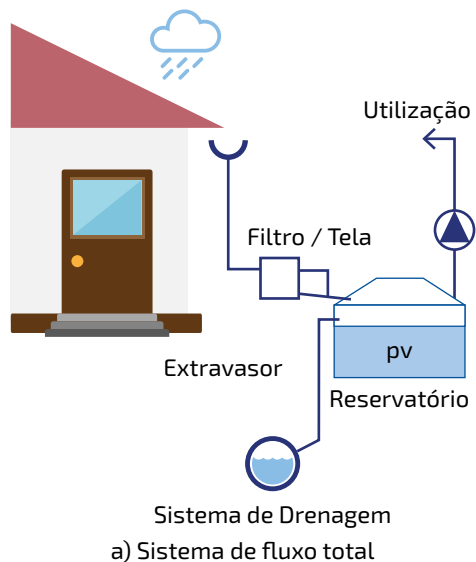 Utilização
Filtro / Tela
pv
Extravasor
Reservatório
Sistema de Drenagem
a) Sistema de fluxo total